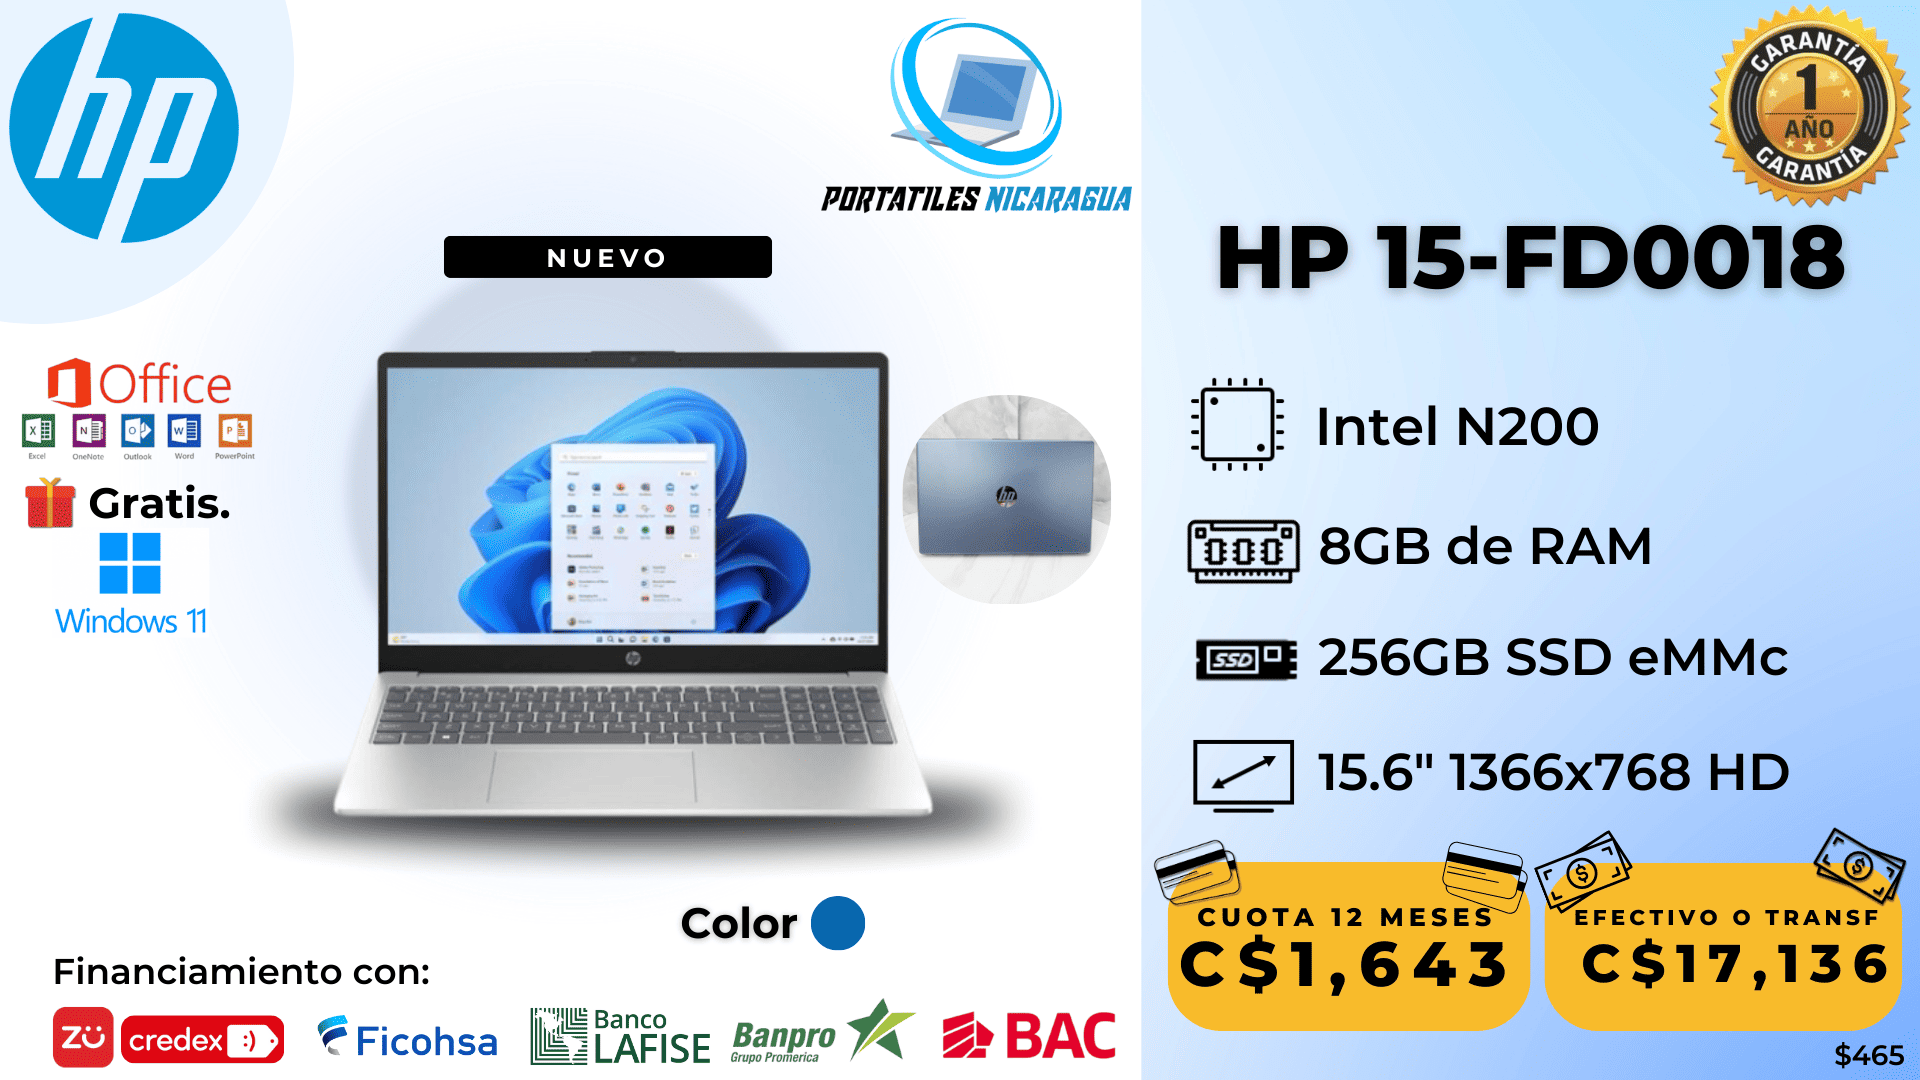 hp
PORTATILES NICARAGUA
GARANTÍA
1
AÑO
GARANTÍA
NUEVO
HP 15-FD0018
Office
Excel
OneNote
Outlook
Word
PowerPoint
Gratis.
Windows 11
hp
Intel N200
8GB de RAM
SSD
256GB SSD eMMc
15.6" 1366x768 HD
Color
CUOTA 12 MESES
C$1,643
EFECTIVO O TRANSF
C$17,136
Financiamiento con:
zū
credex
Ficohsa
Banco
LAFISE
Banpro
Grupo Promerica
BAC
$465